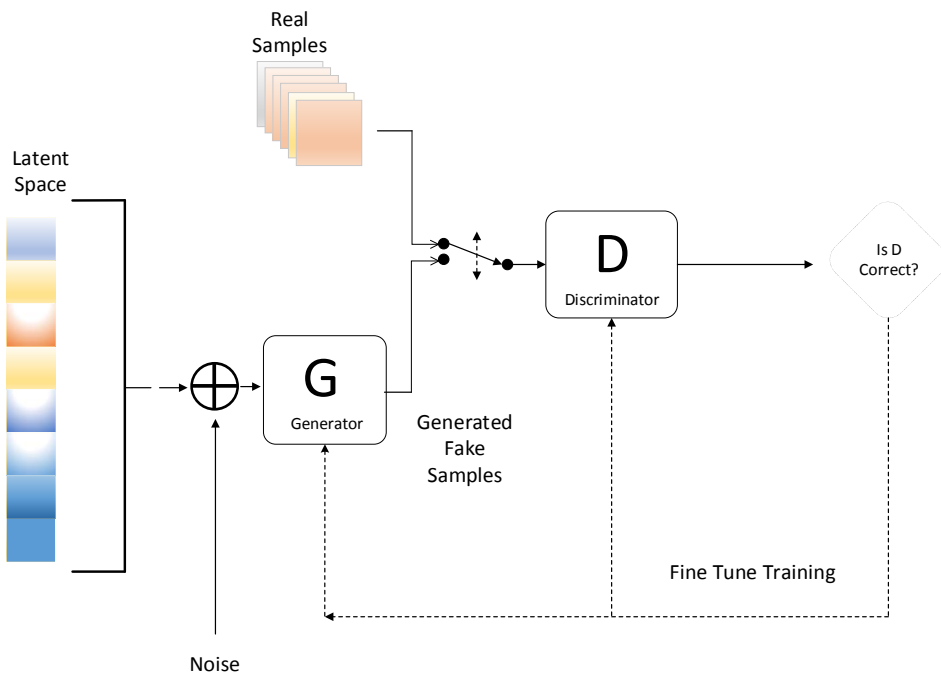 Real
Samples
Latent
Space
D
Discriminator
Is D
Correct?
G
Generator
Generated
Fake
Samples
Fine Tune Training
Noise